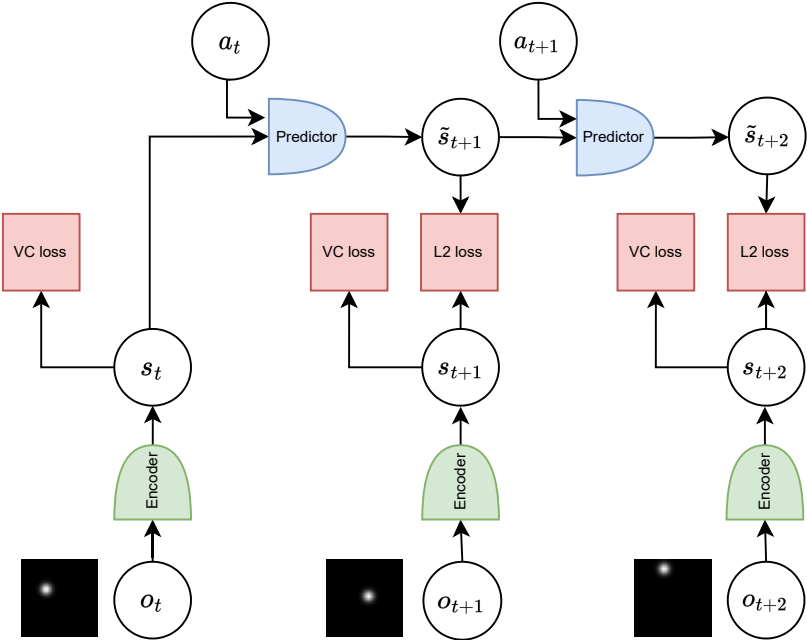 a_t
a_{t+1}
Predictor
s̃_{t+1}
Predictor
s̃_{t+2}
VC loss
VC loss
L2 loss
VC loss
L2 loss
s_t
s_{t+1}
s_{t+2}
Encoder
Encoder
Encoder
o_t
o_{t+1}
o_{t+2}